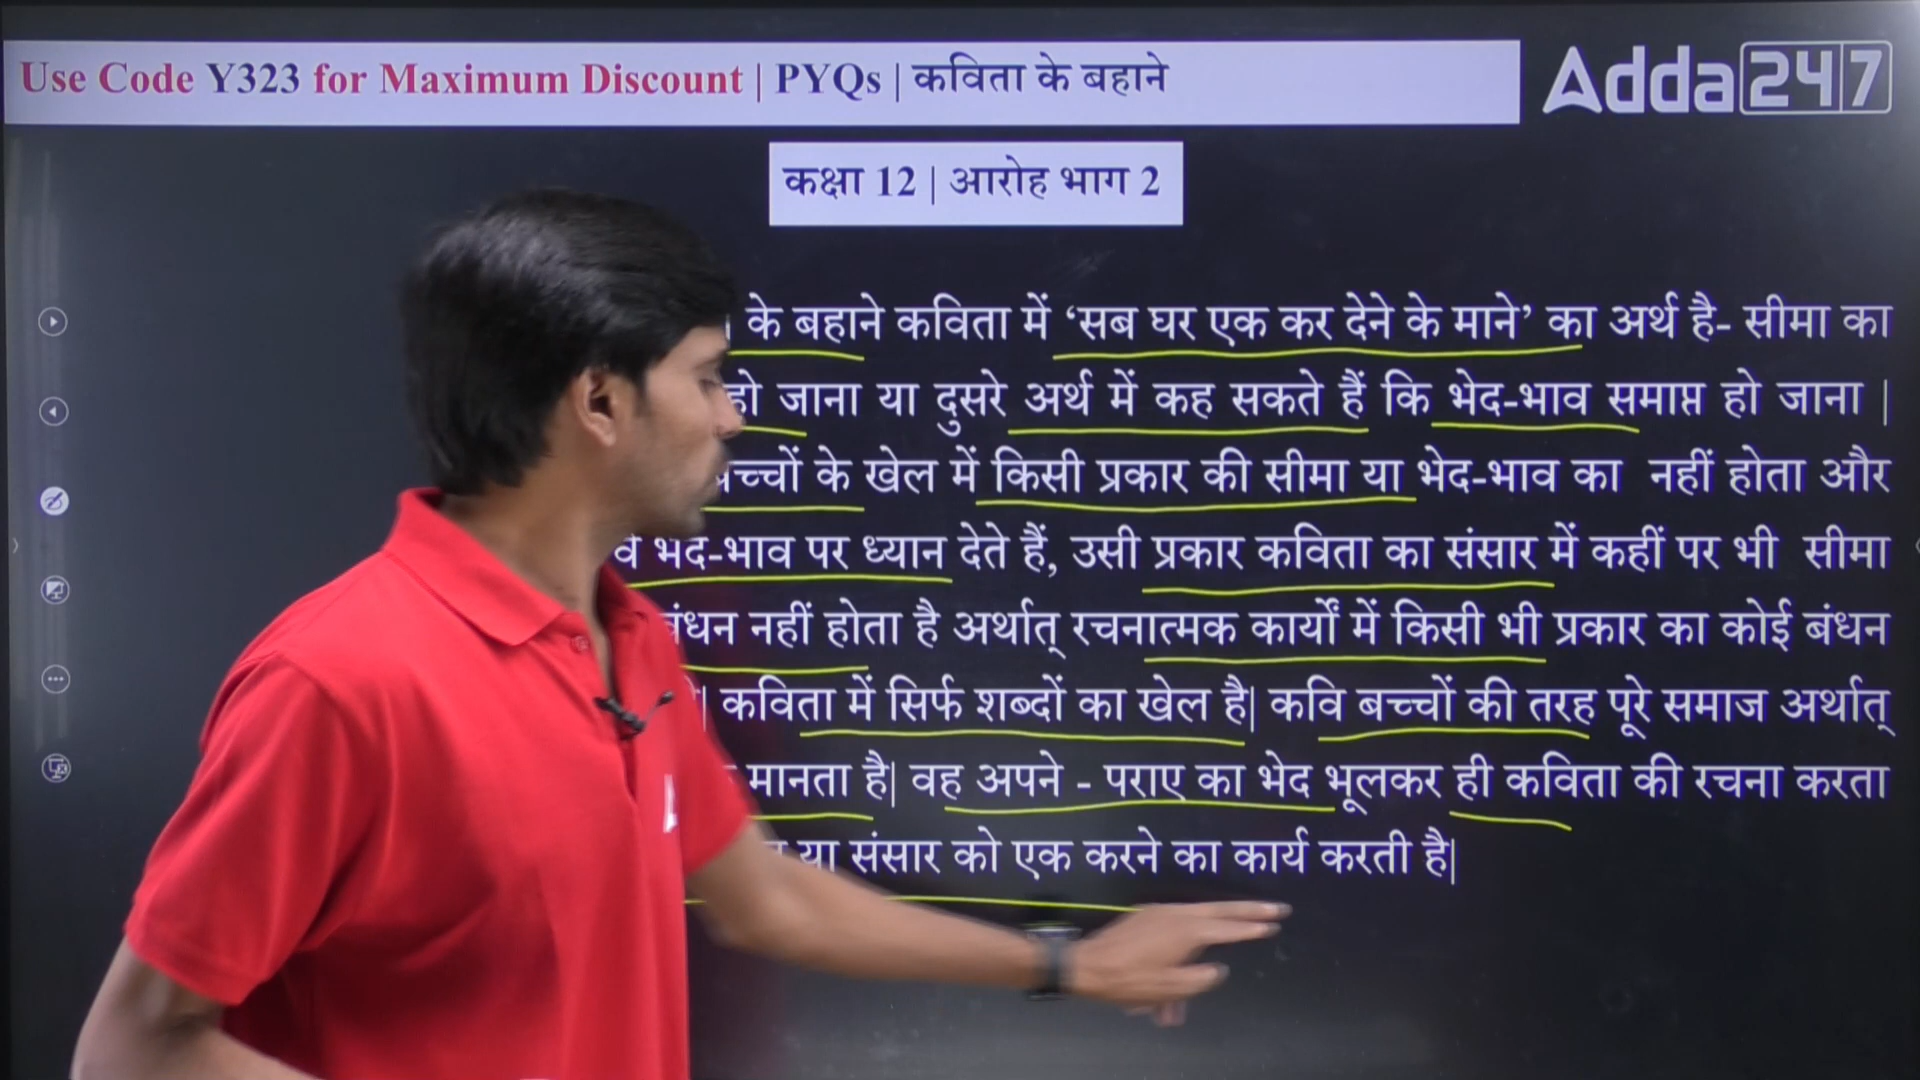 Use Code Y323 for Maximum Discount | PYQs | कविता के बहाने
Adda247
कक्षा 12 | आरोह भाग 2
के बहाने कविता में ‘सब घर एक कर देने के माने’ का अर्थ है- सीमा का
हो जाना या दुसरे अर्थ में कह सकते हैं कि भेद-भाव समाप्त हो जाना |
के खेल में किसी प्रकार की सीमा या भेद-भाव का नहीं होता और
भेद-भाव पर ध्यान देते हैं, उसी प्रकार कविता का संसार में कहीं पर भी सीमा
नहीं होता है अर्थात् रचनात्मक कार्यों में किसी भी प्रकार का कोई बंधन
| कविता में सिर्फ शब्दों का खेल है| कवि बच्चों की तरह पूरे समाज अर्थात्
मानता है| वह अपने - पराए का भेद भूलकर ही कविता की रचना करता
या संसार को एक करने का कार्य करती है|